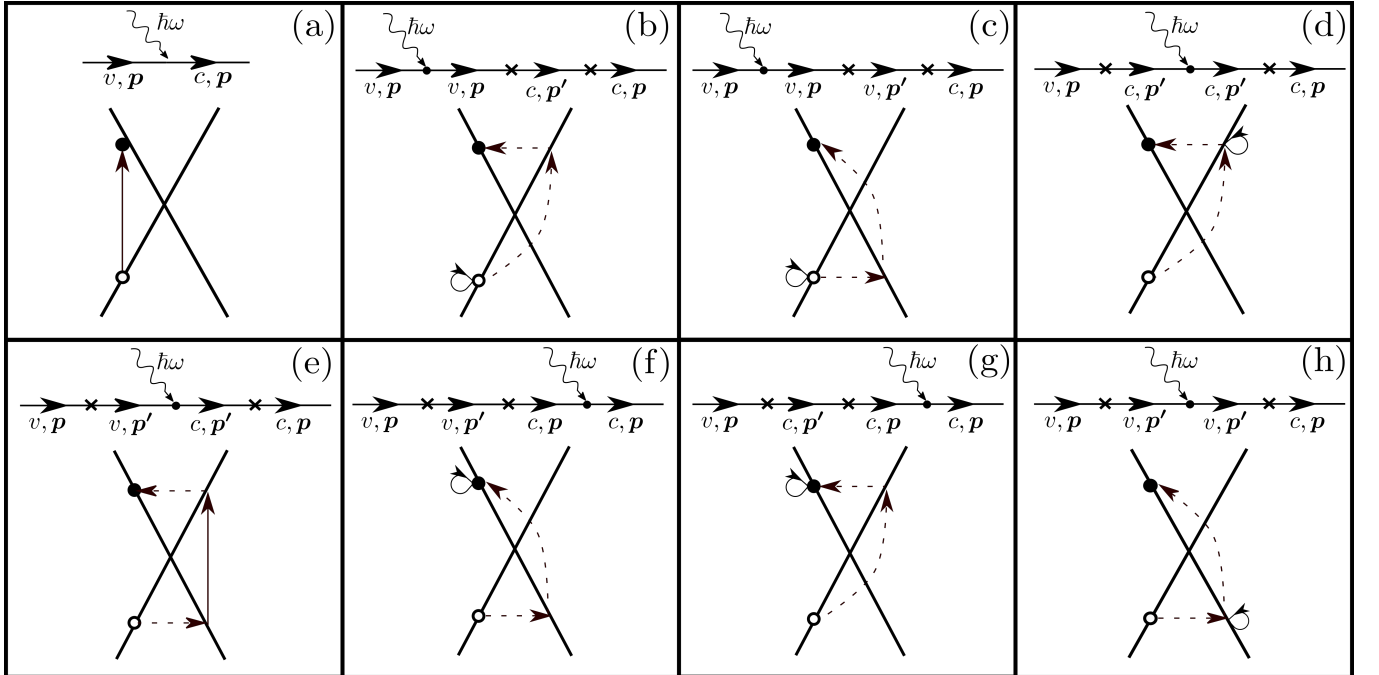 (a)
ħω
v, p c, p
(b)
ħω
v, p v, p c, p′ c, p
(c)
ħω
v, p v, p v, p′ c, p
(d)
ħω
v, p c, p′ c, p′ c, p
(e)
ħω
v, p v, p′ c, p′ c, p
(f)
ħω
v, p v, p′ c, p c, p
(g)
ħω
v, p c, p′ c, p c, p
(h)
ħω
v, p v, p′ v, p′ c, p